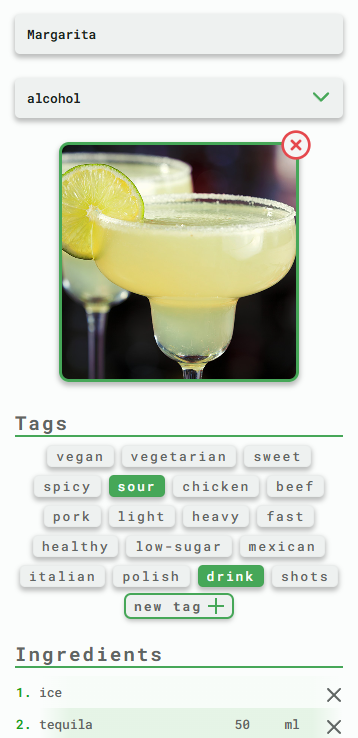 Margarita
alcohol
Tags
vegan vegetarian sweet
spicy sour chicken beef
pork light heavy fast
healthy low-sugar mexican
italian polish drink shots
new tag
Ingredients
1. ice
2. tequila 50 ml